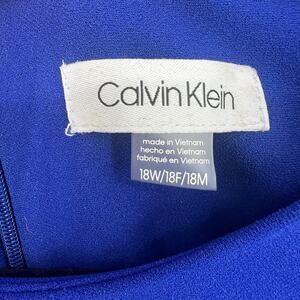 Calvin Klein
made in Vietnam
hecho en Vietnam
fabriqué en Vietnam
18W/18F/18M